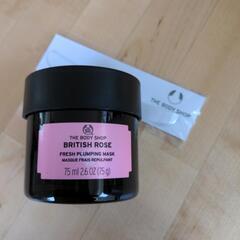 THE BODY SHOP
THE BODY SHOP
BRITISH ROSE
FRESH PLUMPING MASK
MASQUE FRAIS REPULPANT
75 ml 2.6 OZ (75 g)